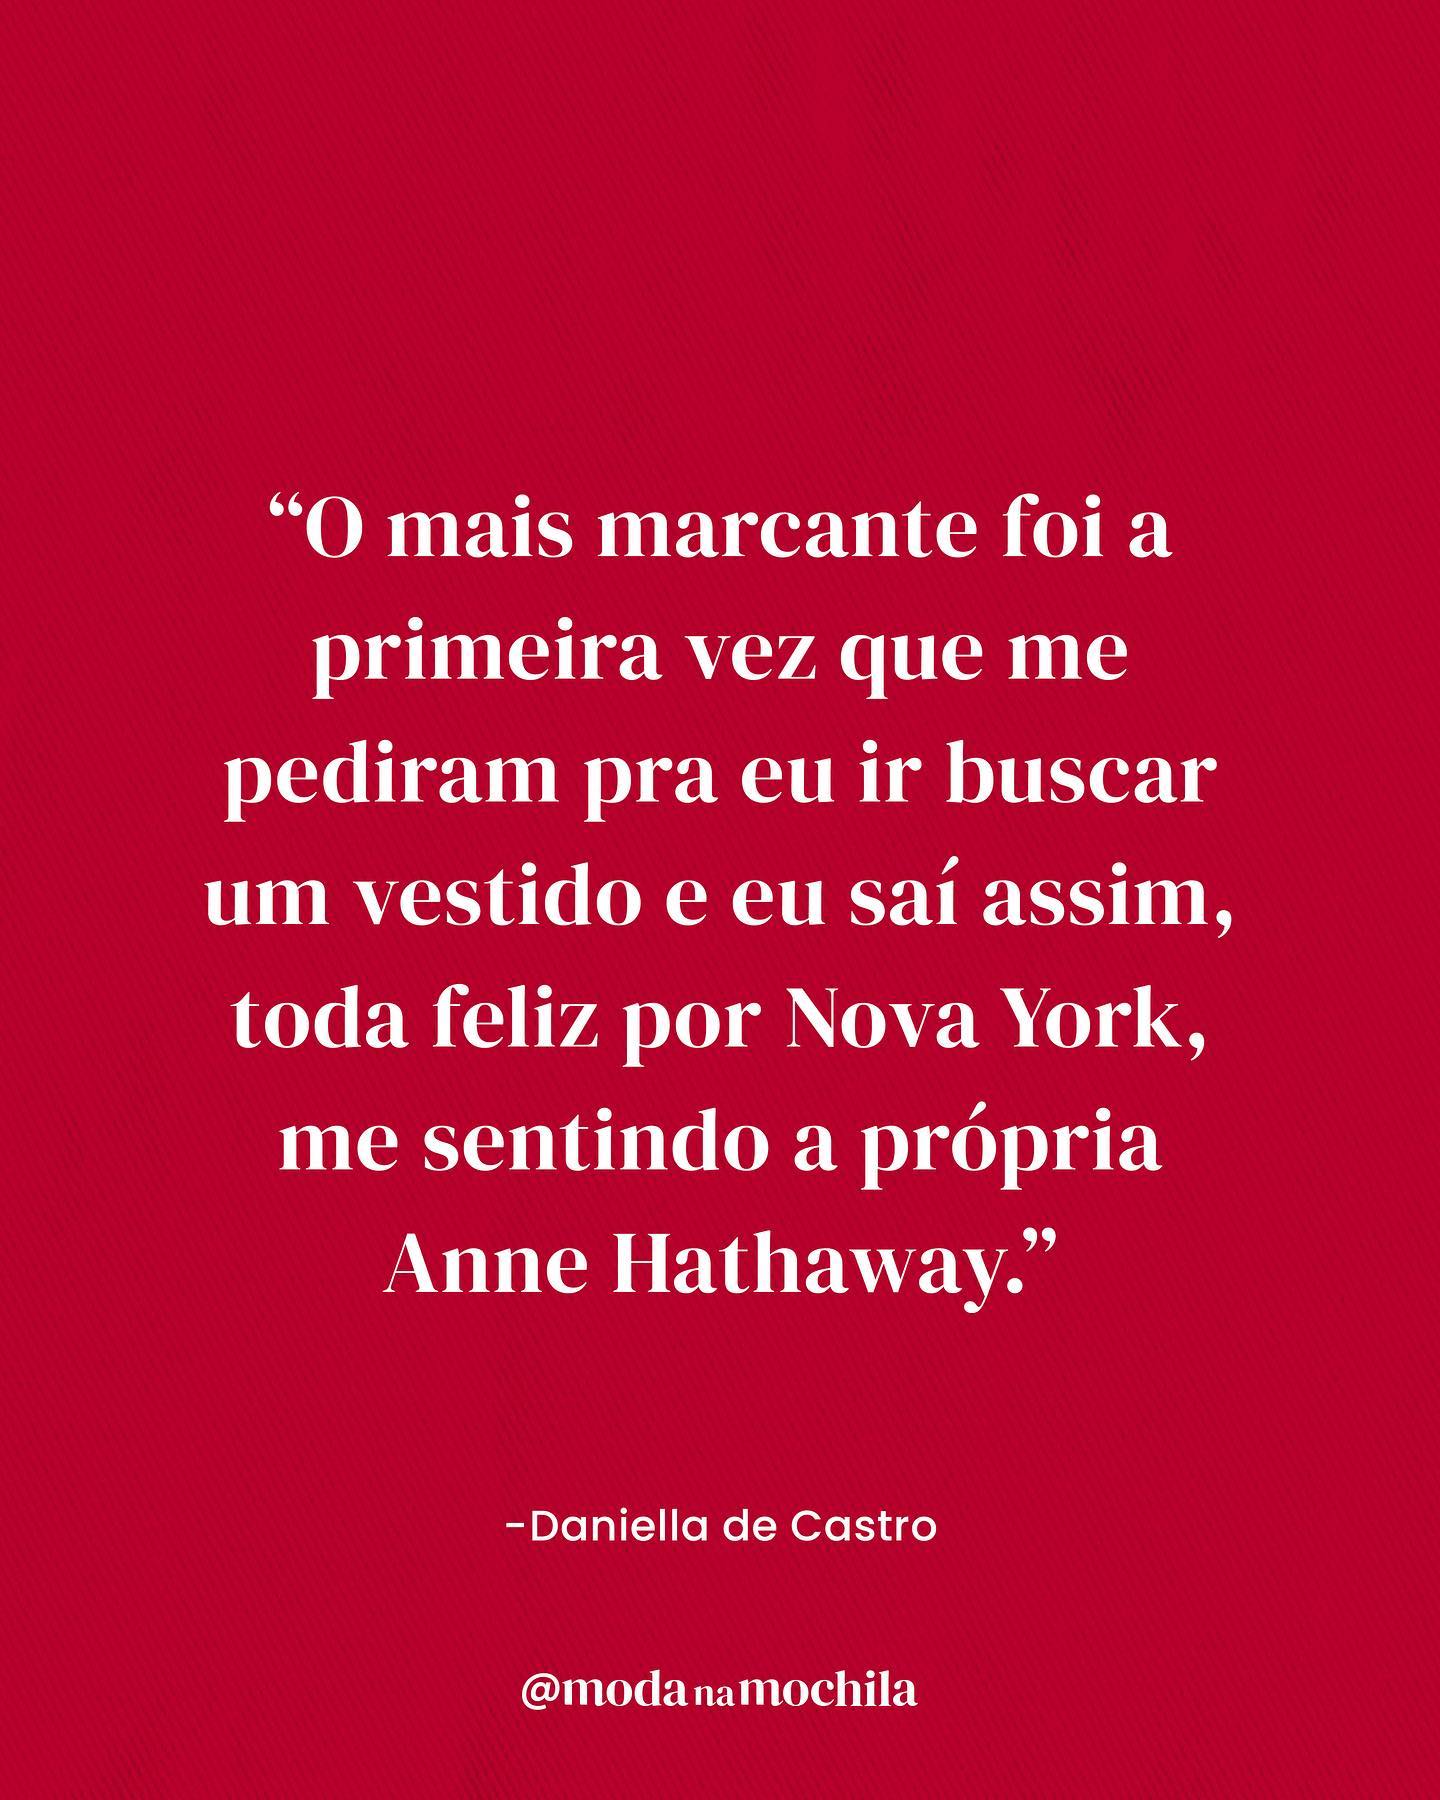 “O mais marcante foi a
primeira vez que me
pediram pra eu ir buscar
um vestido e eu saí assim,
toda feliz por Nova York,
me sentindo a própria
Anne Hathaway.”
-Daniella de Castro
@modanamochila